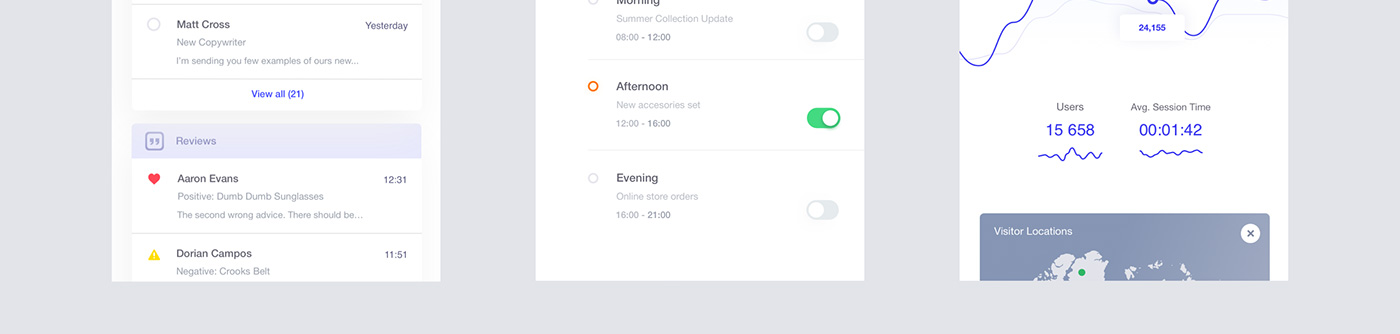 Matt Cross
Yesterday
New Copywriter
I'm sending you few examples of ours new...
View all (21)
Reviews
Aaron Evans
12:31
Positive: Dumb Dumb Sunglasses
The second wrong advice. There should be...
Dorian Campos
11:51
Negative: Crooks Belt
Morning
Summer Collection Update
08:00 - 12:00
Afternoon
New accesories set
12:00 - 16:00
Evening
Online store orders
16:00 - 21:00
24,155
Users
15 658
Avg. Session Time
00:01:42
Visitor Locations